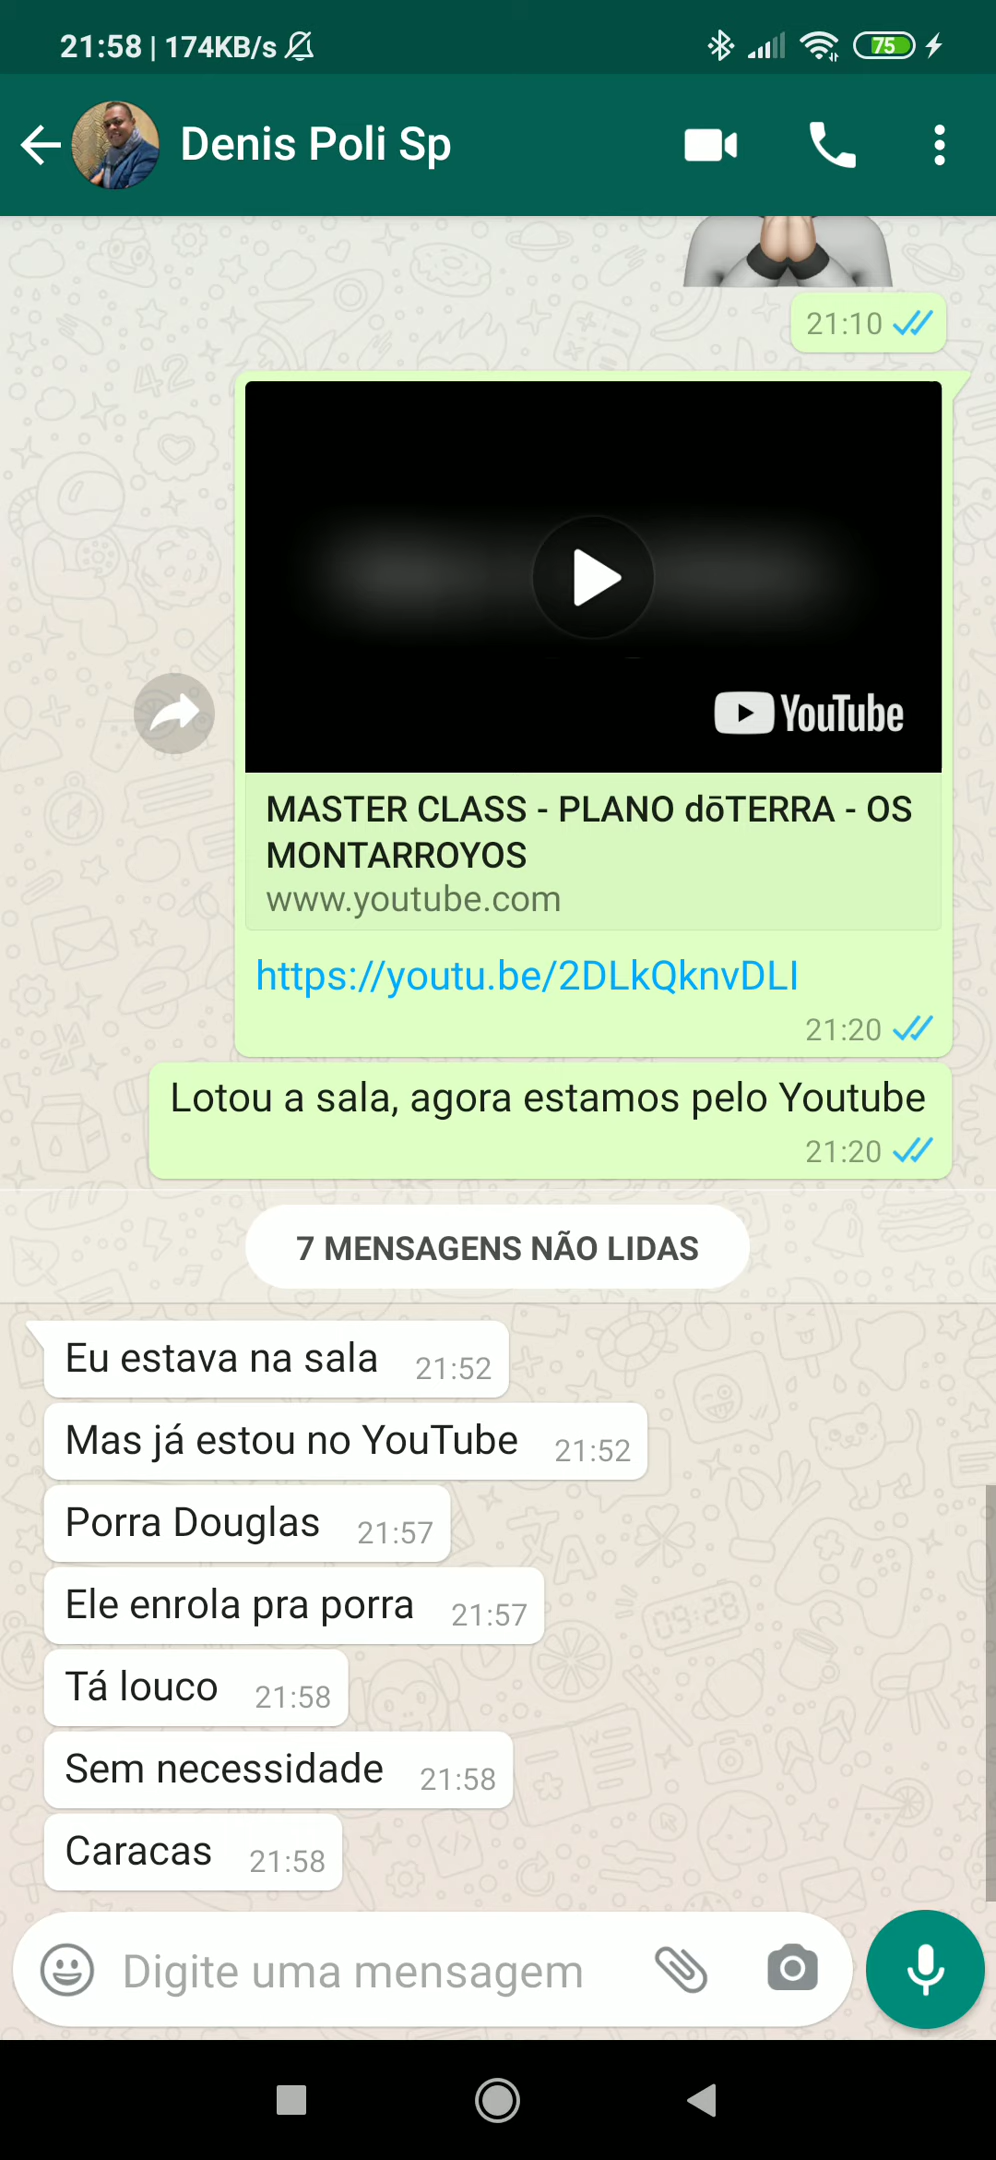 21:58 | 174KB/s
75
Denis Poli Sp
21:10
YouTube
MASTER CLASS - PLANO dōTERRA - OS
MONTARROYOS
www.youtube.com
https://youtu.be/2DLkQknvDLI
21:20
Lotou a sala, agora estamos pelo Youtube
21:20
7 MENSAGENS NÃO LIDAS
Eu estava na sala 21:52
Mas já estou no YouTube 21:52
Porra Douglas 21:57
Ele enrola pra porra 21:57
Tá louco 21:58
Sem necessidade 21:58
Caracas 21:58
Digite uma mensagem